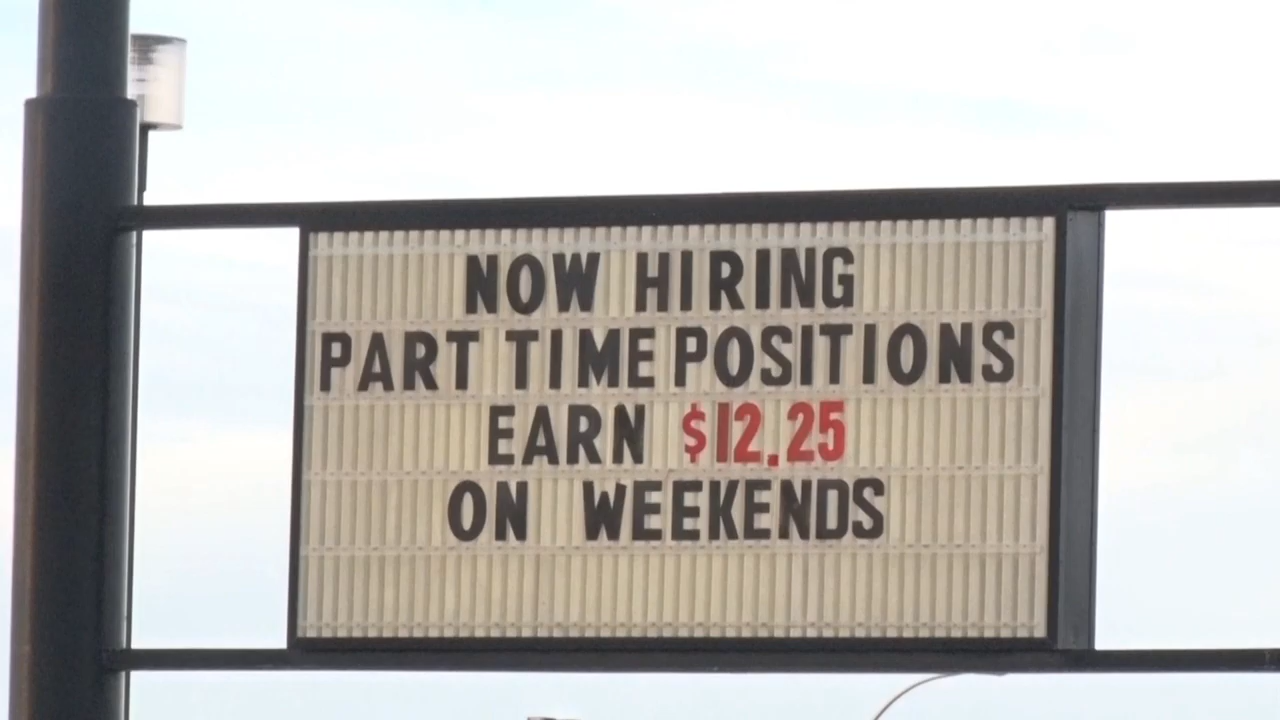 NOW HIRING
PART TIME POSITIONS
EARN $12.25
ON WEEKENDS